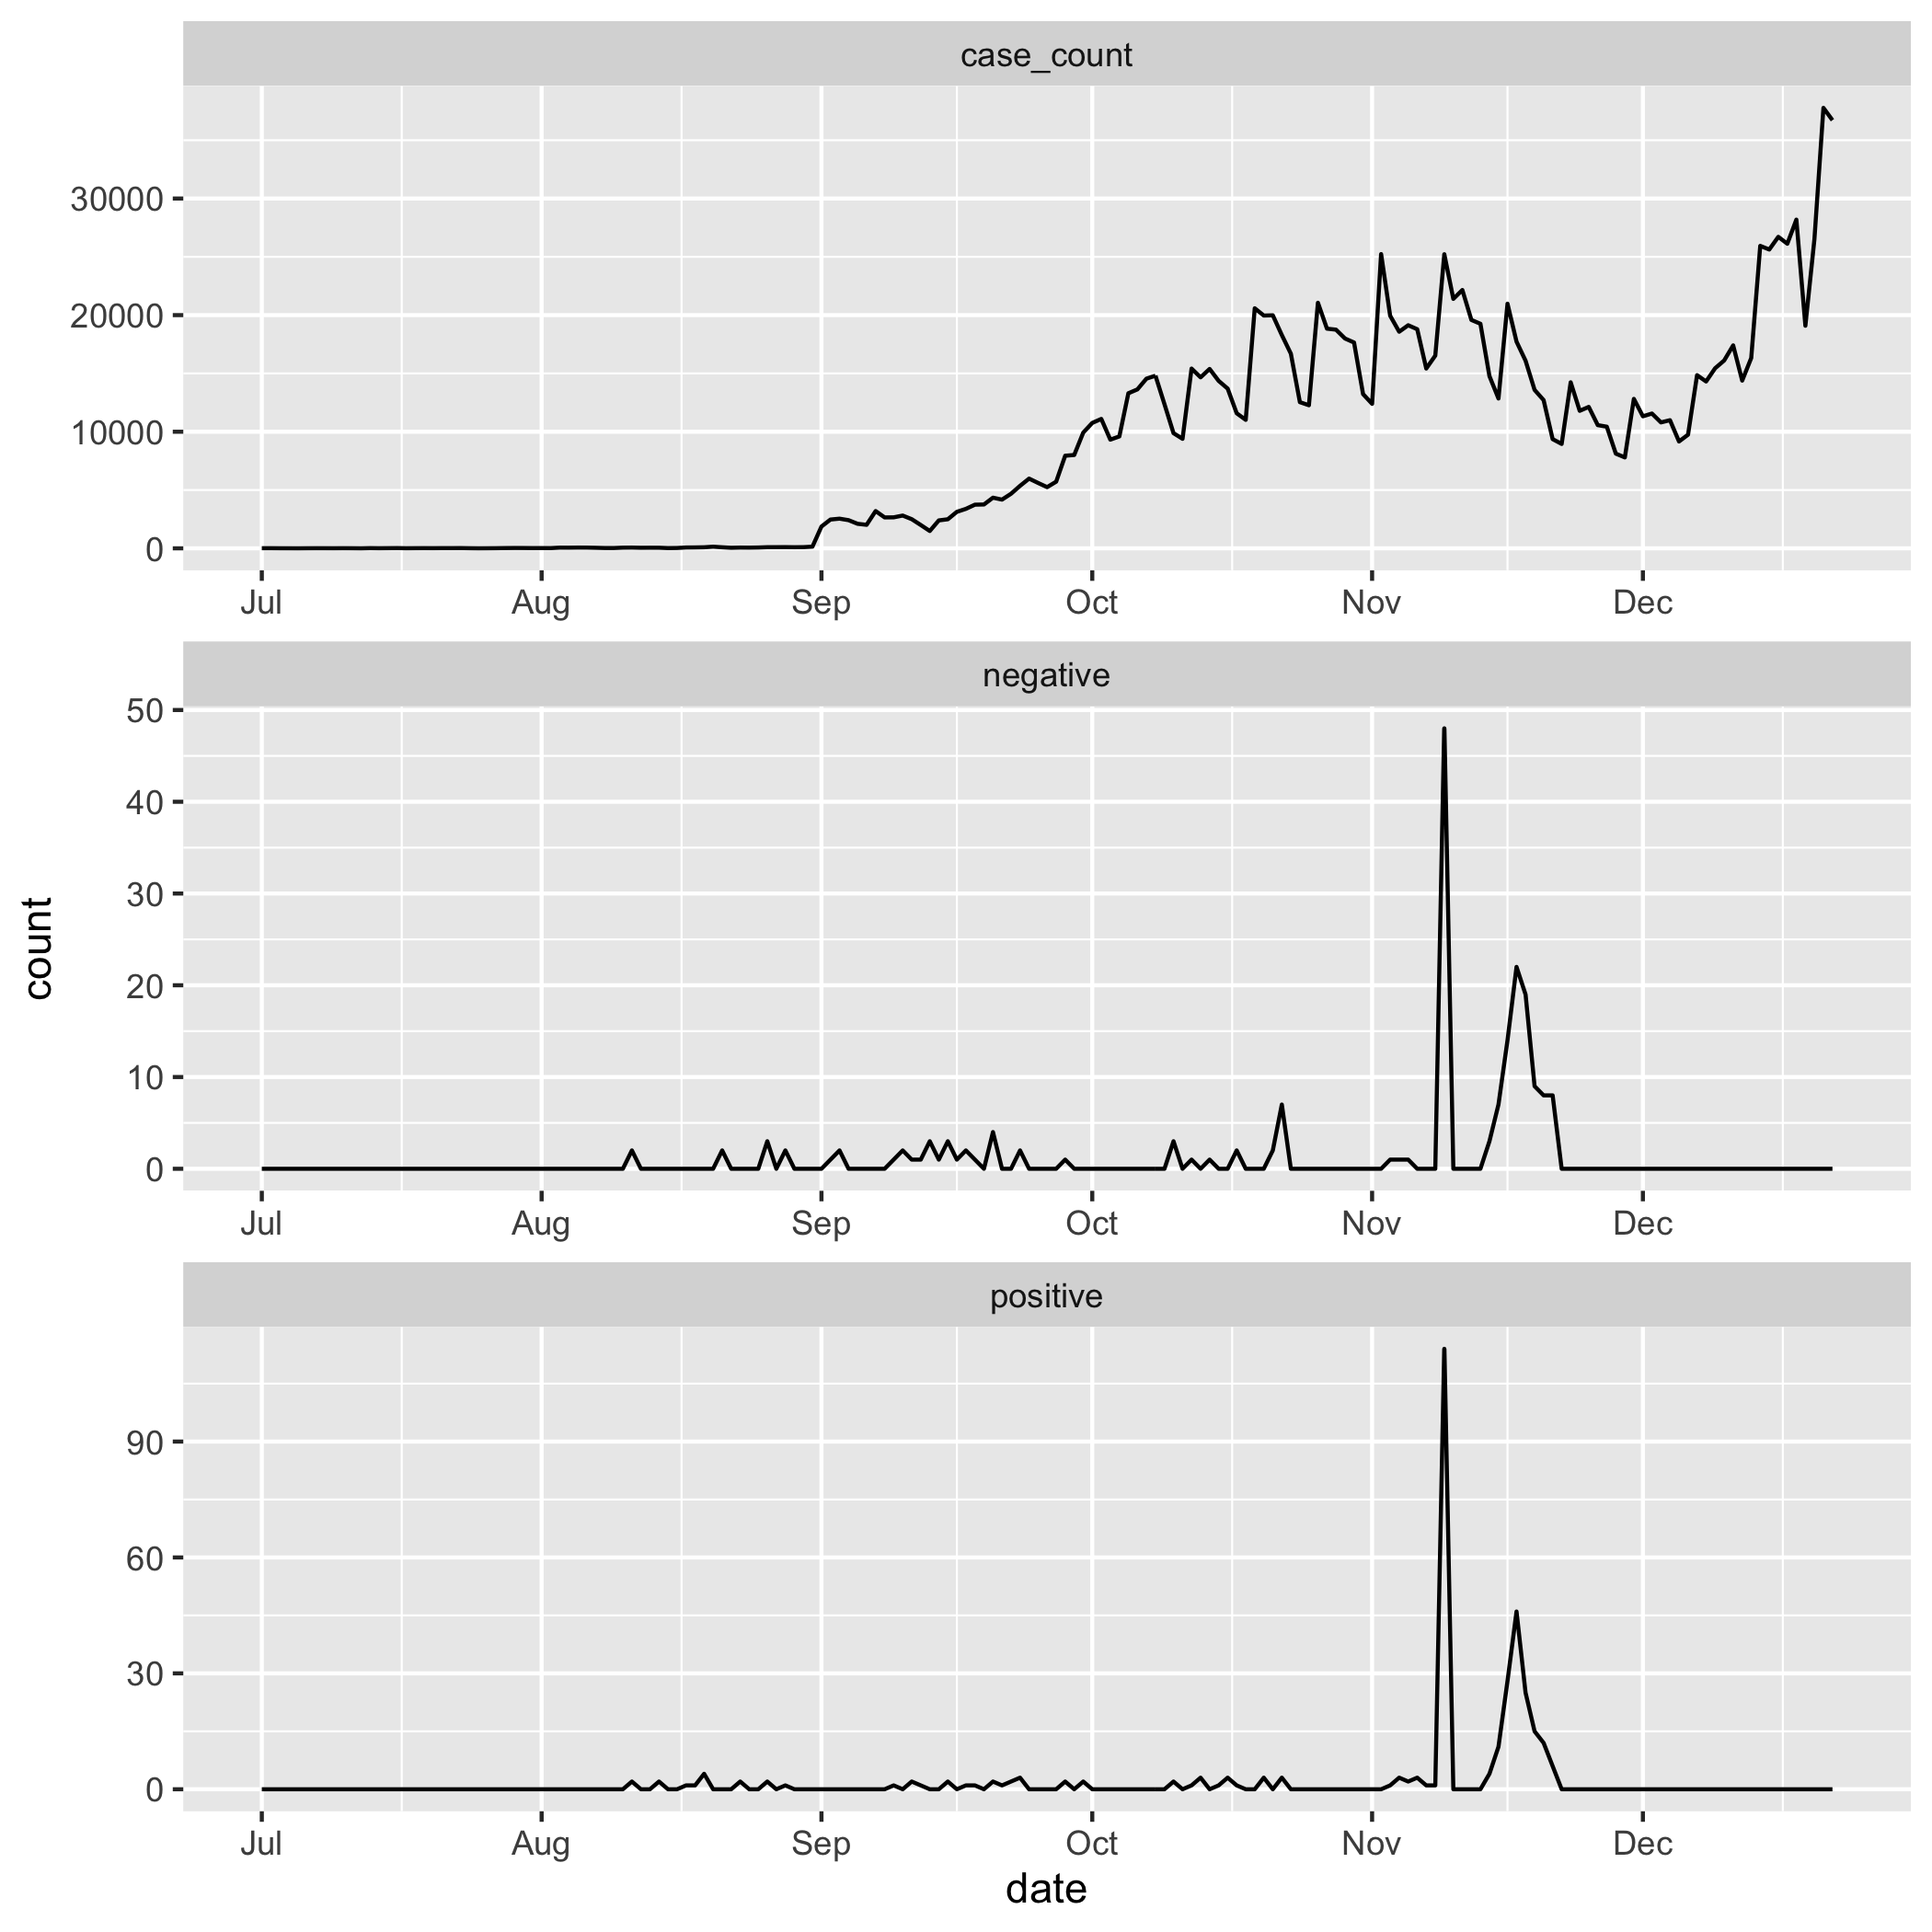 case_count
30000
20000
10000
0
Jul Aug Sep Oct Nov Dec
negative
50
40
30
20
10
0
Jul Aug Sep Oct Nov Dec
count
positive
90
60
30
0
Jul Aug Sep Oct Nov Dec
date